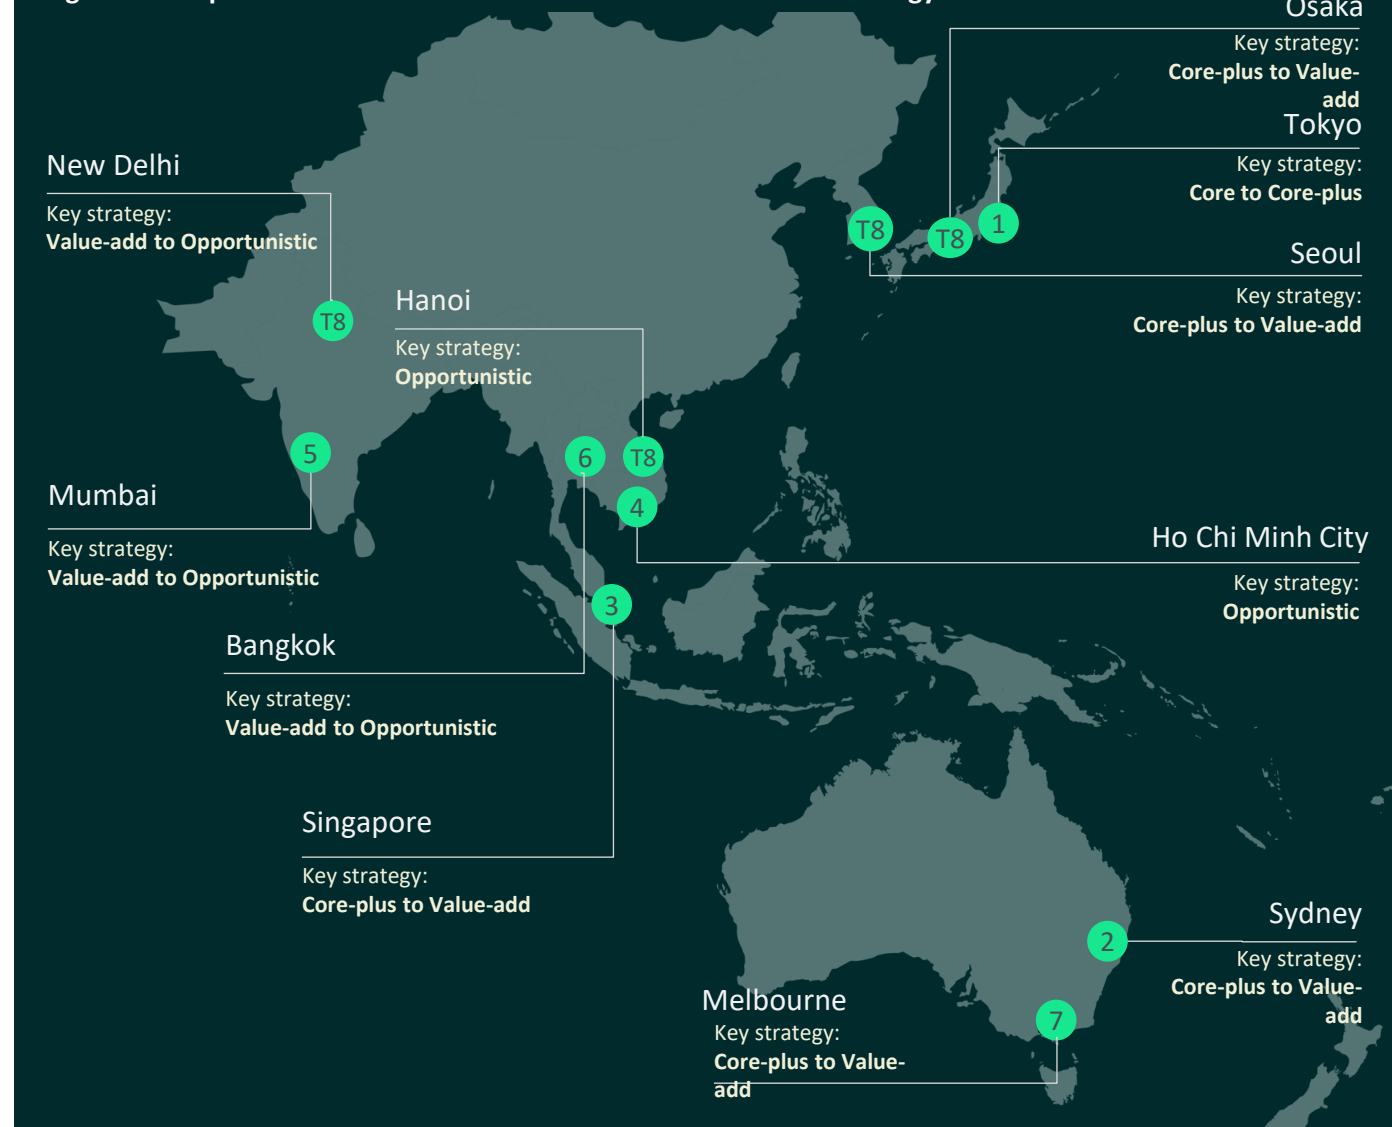 Osaka
Key strategy:
Core-plus to Value-
add
Tokyo
Key strategy:
Core to Core-plus
New Delhi
Key strategy:
Value-add to Opportunistic
T8
T8
1
Seoul
Key strategy:
Core-plus to Value-add
T8
Hanoi
Key strategy:
Opportunistic
5
6
T8
4
Mumbai
Key strategy:
Value-add to Opportunistic
Ho Chi Minh City
Key strategy:
Opportunistic
3
Bangkok
Key strategy:
Value-add to Opportunistic
Singapore
Key strategy:
Core-plus to Value-add
2
Sydney
Key strategy:
Core-plus to Value-
add
Melbourne
Key strategy:
Core-plus to Value-
add
7